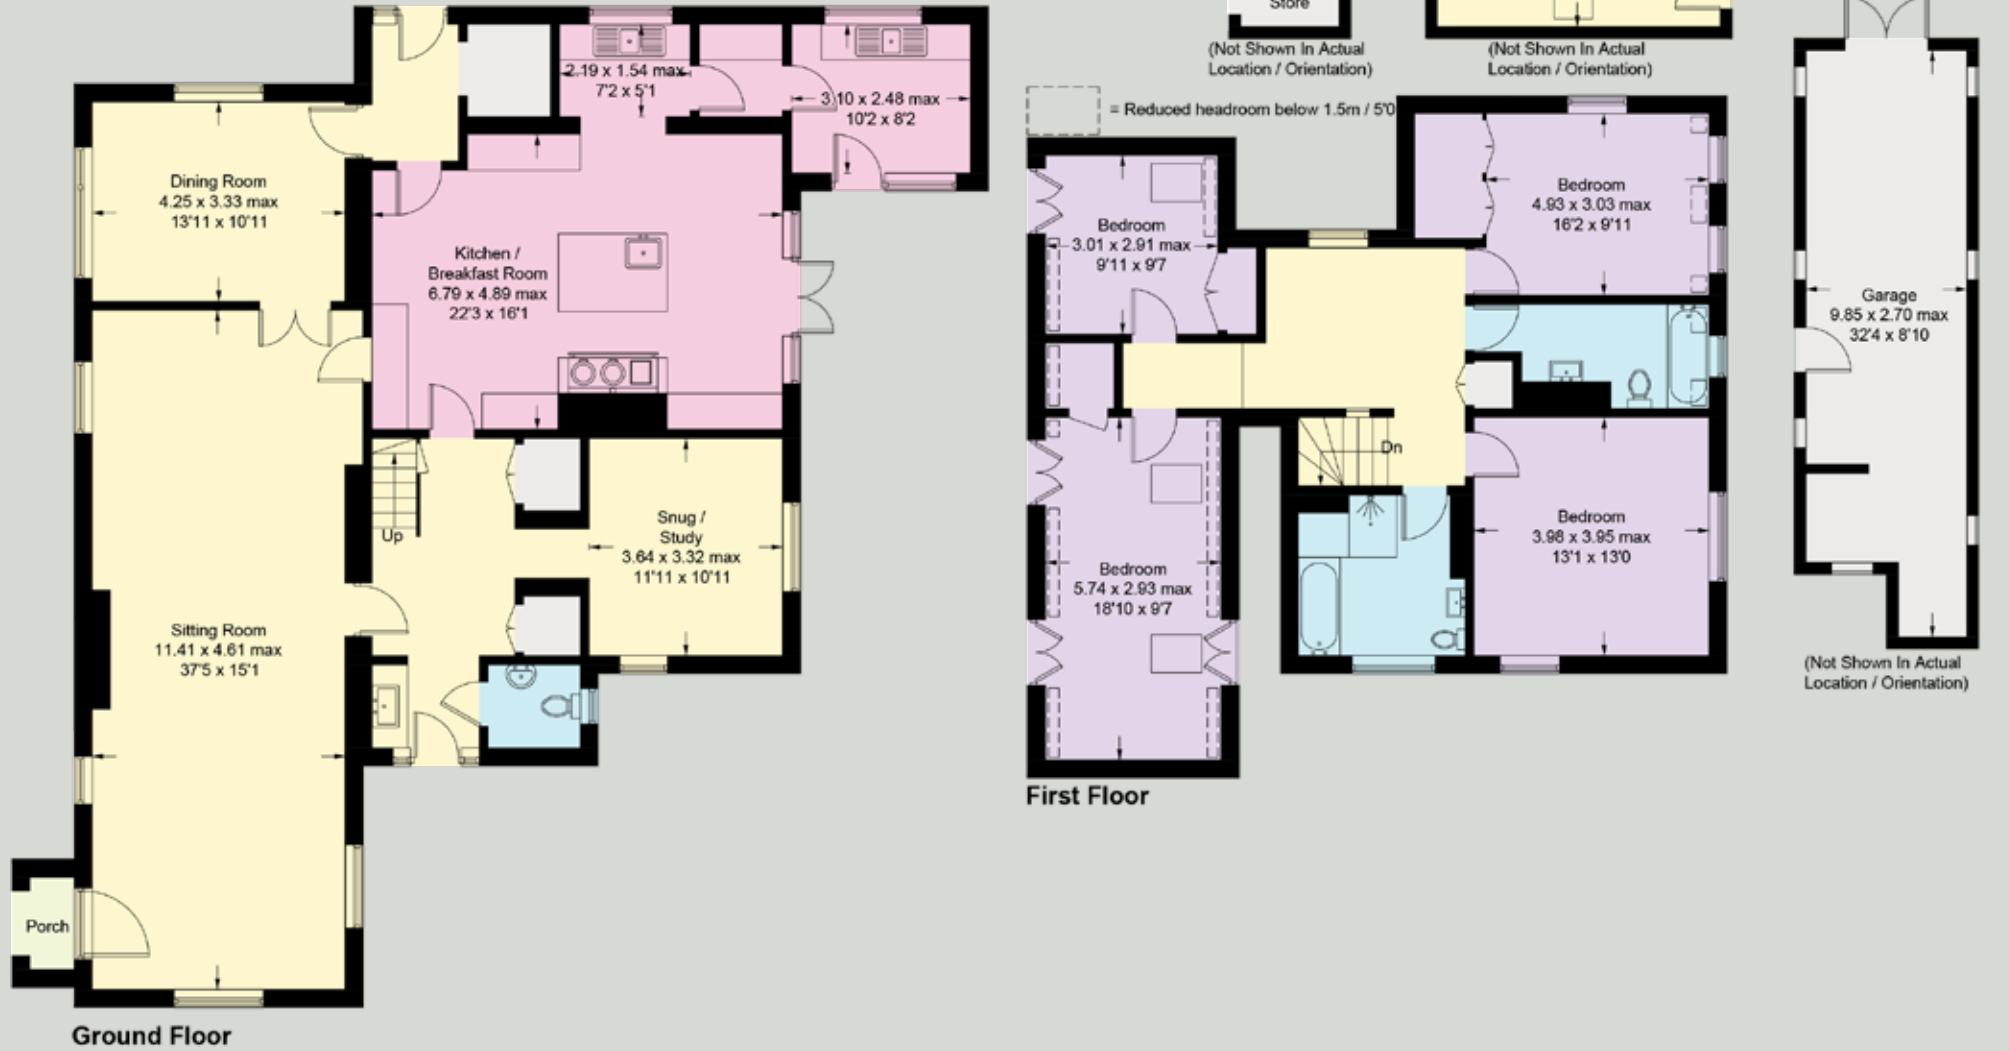 Store
(Not Shown In Actual
Location / Orientation)
(Not Shown In Actual
Location / Orientation)
= Reduced headroom below 1.5m / 5'0
2.19 x 1.54 max
7'2 x 5'1
3.10 x 2.48 max
10'2 x 8'2
Dining Room
4.25 x 3.33 max
13'11 x 10'11
Kitchen /
Breakfast Room
6.79 x 4.89 max
22'3 x 16'1
Up
Snug /
Study
3.64 x 3.32 max
11'11 x 10'11
Sitting Room
11.41 x 4.61 max
37'5 x 15'1
Porch
Ground Floor
Bedroom
3.01 x 2.91 max
9'11 x 9'7
Bedroom
4.93 x 3.03 max
16'2 x 9'11
Dn
Bedroom
3.98 x 3.95 max
13'1 x 13'0
Bedroom
5.74 x 2.93 max
18'10 x 9'7
First Floor
Garage
9.85 x 2.70 max
32'4 x 8'10
(Not Shown In Actual
Location / Orientation)